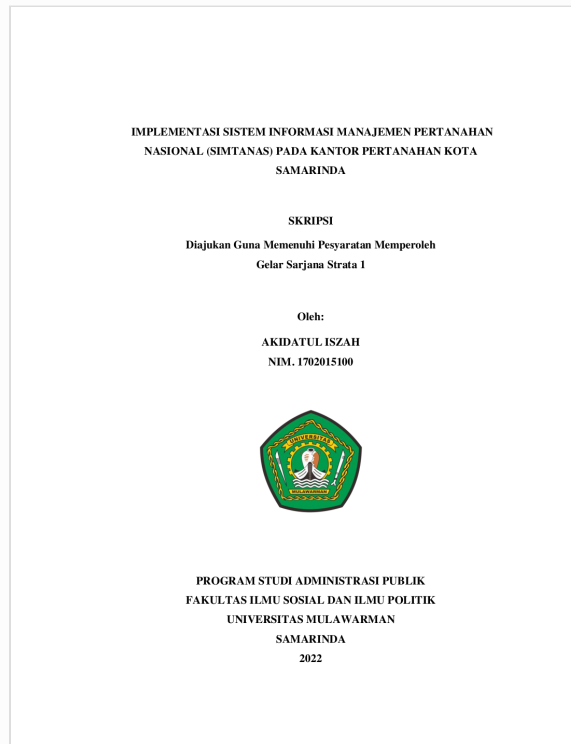 IMPLEMENTASI SISTEM INFORMASI MANAJEMEN PERTANAHAN
NASIONAL (SIMTANAS) PADA KANTOR PERTANAHAN KOTA
SAMARINDA
SKRIPSI
Diajukan Guna Memenuhi Pesyaratan Memperoleh
Gelar Sarjana Strata 1
Oleh:
AKIDATUL ISZAH
NIM. 1702015100
UNIVERSITAS
MULAWARMAN
PROGRAM STUDI ADMINISTRASI PUBLIK
FAKULTAS ILMU SOSIAL DAN ILMU POLITIK
UNIVERSITAS MULAWARMAN
SAMARINDA
2022